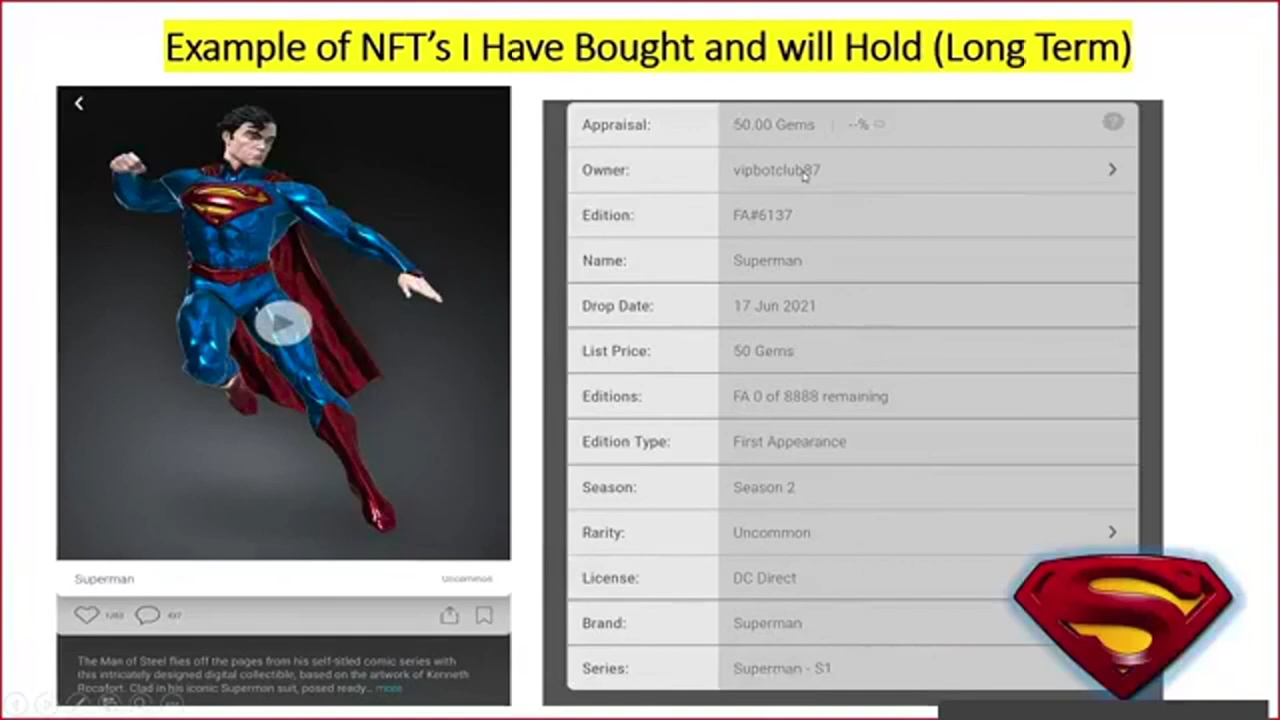 Example of NFT's I Have Bought and will Hold (Long Term)
Superman
Uncommon
1283
437
The Man of Steel flies off the pages from his self-titled comic series with
this intricately designed digital collectible, based on the artwork of Kenneth
Rocafort. Clad in his iconic Superman suit, posed ready... more
Appraisal: 50.00 Gems | --%
Owner: vipbotclub87
Edition: FA#6137
Name: Superman
Drop Date: 17 Jun 2021
List Price: 50 Gems
Editions: FA 0 of 8888 remaining
Edition Type: First Appearance
Season: Season 2
Rarity: Uncommon
License: DC Direct
Brand: Superman
Series: Superman - S1